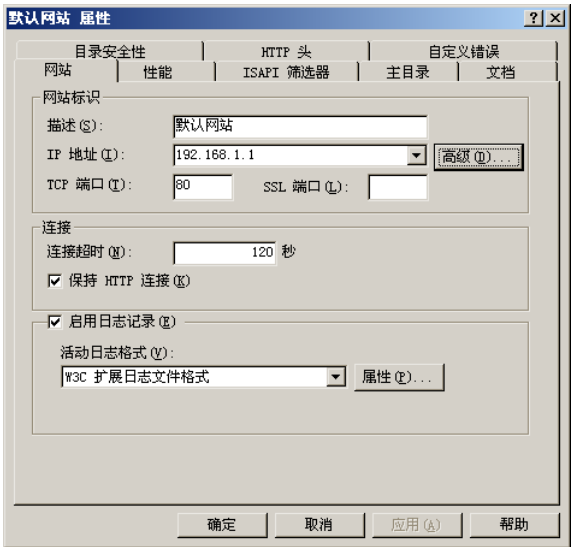 默认网站 属性
目录安全性 HTTP 头 自定义错误
网站 性能 ISAPI 筛选器 主目录 文档
网站标识
描述(S): 默认网站
IP 地址(I): 192.168.1.1 高级(D)...
TCP 端口(T): 80 SSL 端口(L):
连接
连接超时(N): 120 秒
保持 HTTP 连接(K)
启用日志记录(E)
活动日志格式(V):
W3C 扩展日志文件格式 属性(P)...
确定 取消 应用(A) 帮助